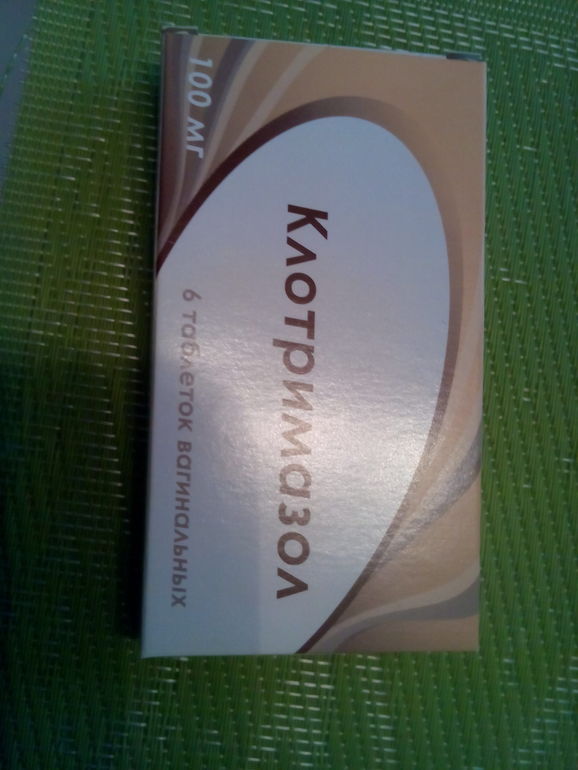 100 мг
Клотримазол
6 таблеток вагинальных